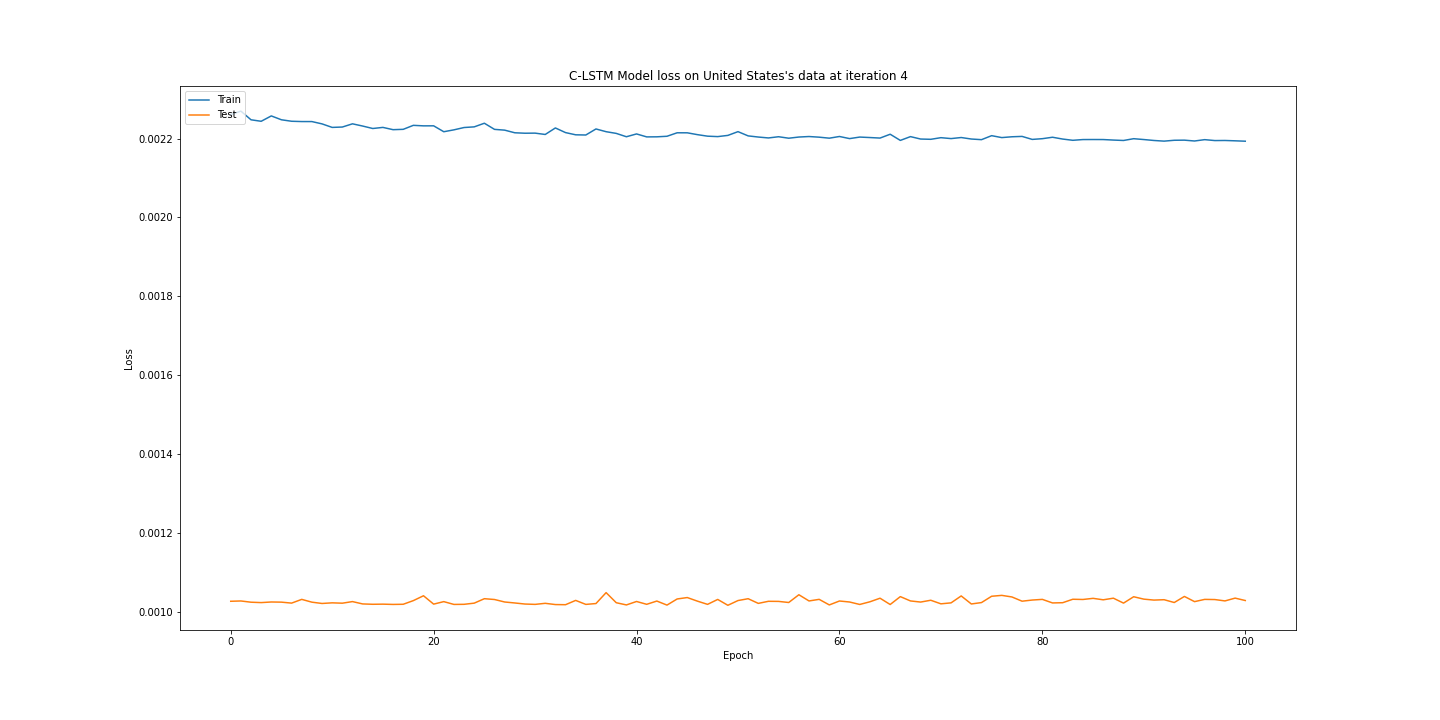 C-LSTM Model loss on United States's data at iteration 4
Train
Test
0.0022
0.0020
0.0018
0.0016
0.0014
0.0012
0.0010
Loss
0 20 40 60 80 100
Epoch